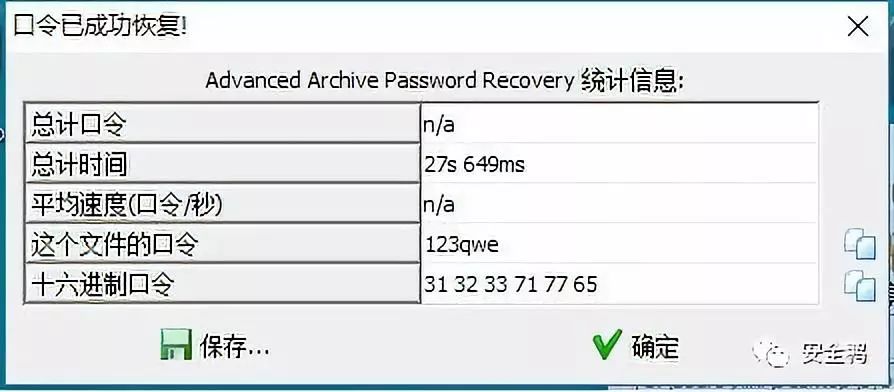 口令已成功恢复!
Advanced Archive Password Recovery 统计信息:
总计口令 n/a
总计时间 27s 649ms
平均速度(口令/秒) n/a
这个文件的口令 123qwe
十六进制口令 31 32 33 71 77 65
保存... 确定
安全鸦